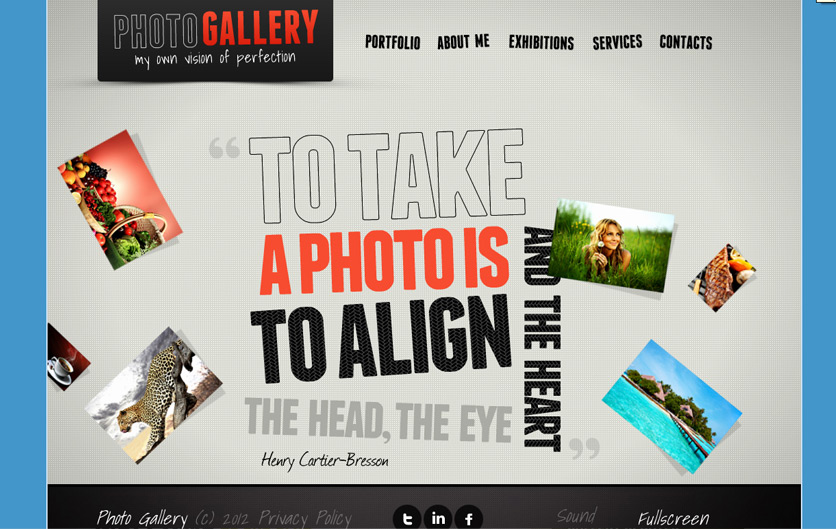 PHOTOGALLERY
my own vision of perfection
PORTFOLIO ABOUT ME EXHIBITIONS SERVICES CONTACTS
“ TO TAKE
A PHOTO IS
TO ALIGN
THE HEAD, THE EYE
AND THE HEART ”
Henry Cartier-Bresson
Photo Gallery (c) 2012 Privacy Policy
in f
Sound Fullscreen